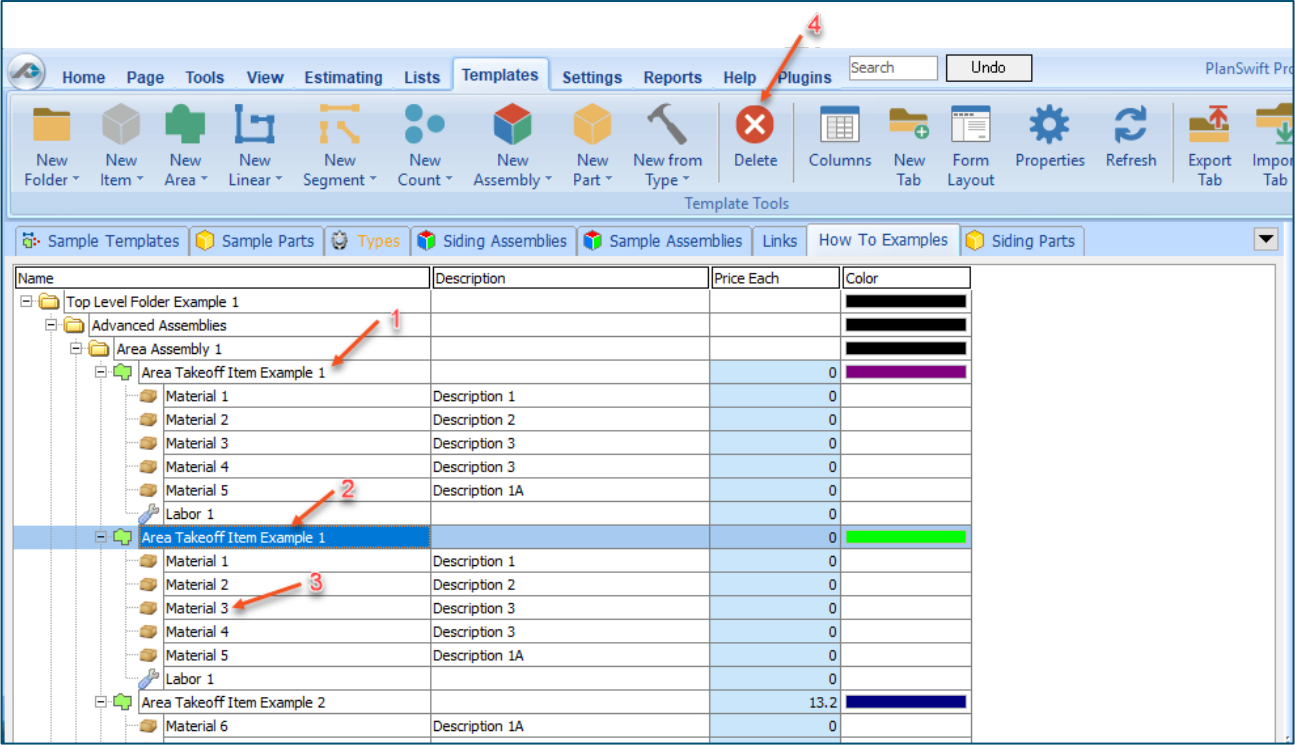 4
Home Page Tools View Estimating Lists Templates Settings Reports Help Plugins Search Undo PlanSwift Pro
New Folder New Item New Area New Linear New Segment New Count New Assembly New Part New from Type Delete Columns New Tab Form Layout Properties Refresh Export Tab Impor Tab
Template Tools
Sample Templates Sample Parts Types Siding Assemblies Sample Assemblies Links How To Examples Siding Parts
Name Description Price Each Color
Top Level Folder Example 1
Advanced Assemblies 1
Area Assembly 1
Area Takeoff Item Example 1 0
Material 1 Description 1 0
Material 2 Description 2 0
Material 3 Description 3 0
Material 4 Description 3 0
Material 5 Description 1A 0
2
Labor 1 0
Area Takeoff Item Example 1 0
Material 1 Description 1 0
Material 2 3 Description 2 0
Material 3 Description 3 0
Material 4 Description 3 0
Material 5 Description 1A 0
Labor 1 0
Area Takeoff Item Example 2 13.2
Material 6 Description 1A 0